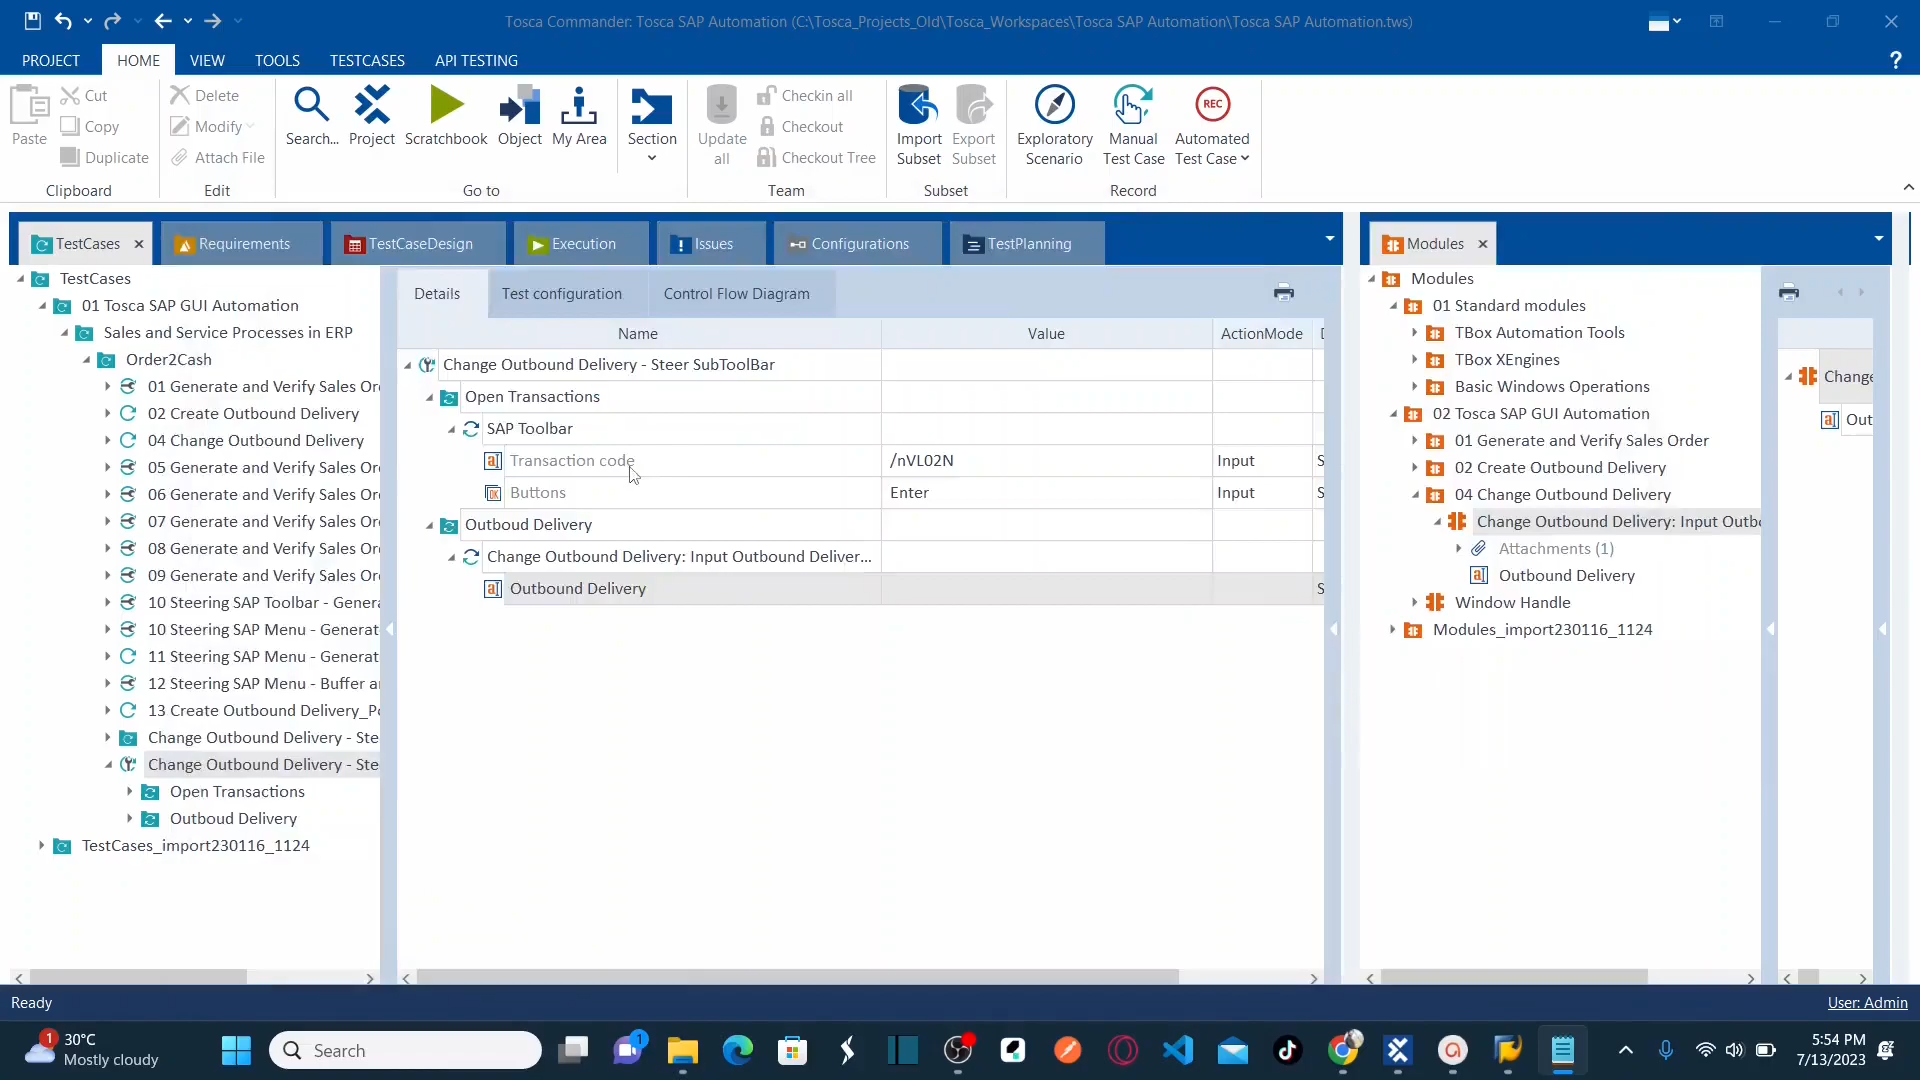 Tosca Commander: Tosca SAP Automation (C:\Tosca_Projects_Old\Tosca_Workspaces\Tosca SAP Automation\Tosca SAP Automation.tws)
PROJECT HOME VIEW TOOLS TESTCASES API TESTING ?
Paste
Cut
Copy
Duplicate
Clipboard
Delete
Modify
Attach File
Edit
Search...
Project
Scratchbook
Object
My Area
Section
Go to
Update
all
Checkin all
Checkout
Checkout Tree
Team
Import
Subset
Export
Subset
Subset
Exploratory
Scenario
Manual
Test Case
REC
Automated
Test Case
Record
TestCases
Requirements
TestCaseDesign
Execution
Issues
Configurations
TestPlanning
Modules
TestCases
01 Tosca SAP GUI Automation
Sales and Service Processes in ERP
Order2Cash
01 Generate and Verify Sales Or
02 Create Outbound Delivery
04 Change Outbound Delivery
05 Generate and Verify Sales Or
06 Generate and Verify Sales Or
07 Generate and Verify Sales Or
08 Generate and Verify Sales Or
09 Generate and Verify Sales Or
10 Steering SAP Toolbar - Genera
10 Steering SAP Menu - Generat
11 Steering SAP Menu - Generat
12 Steering SAP Menu - Buffer a
13 Create Outbound Delivery_P
Change Outbound Delivery - Ste
Change Outbound Delivery - Ste
Open Transactions
Outboud Delivery
TestCases_import230116_1124
Details Test configuration Control Flow Diagram
Name Value ActionMode
Change Outbound Delivery - Steer SubToolBar
Open Transactions
SAP Toolbar
Transaction code /nVL02N Input S
Buttons Enter Input S
Outboud Delivery
Change Outbound Delivery: Input Outbound Deliver...
Outbound Delivery S
Modules
01 Standard modules
TBox Automation Tools
TBox XEngines
Basic Windows Operations
02 Tosca SAP GUI Automation
01 Generate and Verify Sales Order
02 Create Outbound Delivery
04 Change Outbound Delivery
Change Outbound Delivery: Input Outb
Attachments (1)
Outbound Delivery
Window Handle
Modules_import230116_1124
Change
Out
Ready
User: Admin
1
30°C
Mostly cloudy
Search
1
5:54 PM
7/13/2023